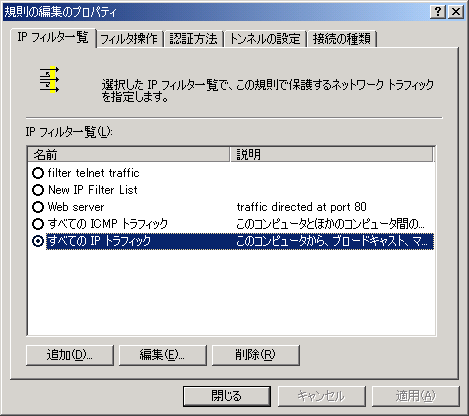 規則の編集のプロパティ
IP フィルター覧 フィルタ操作 認証方法 トンネルの設定 接続の種類
選択した IP フィルター覧で、この規則で保護するネットワーク トラフィック
を指定します。
IP フィルター覧(L):
名前 説明
filter telnet traffic
New IP Filter List
Web server traffic directed at port 80
すべての ICMP トラフィック このコンピュータとほかのコンピュータ間の...
すべての IP トラフィック このコンピュータから、ブロードキャスト、マ...
追加(D)... 編集(E)... 削除(R)
閉じる キャンセル 適用(A)